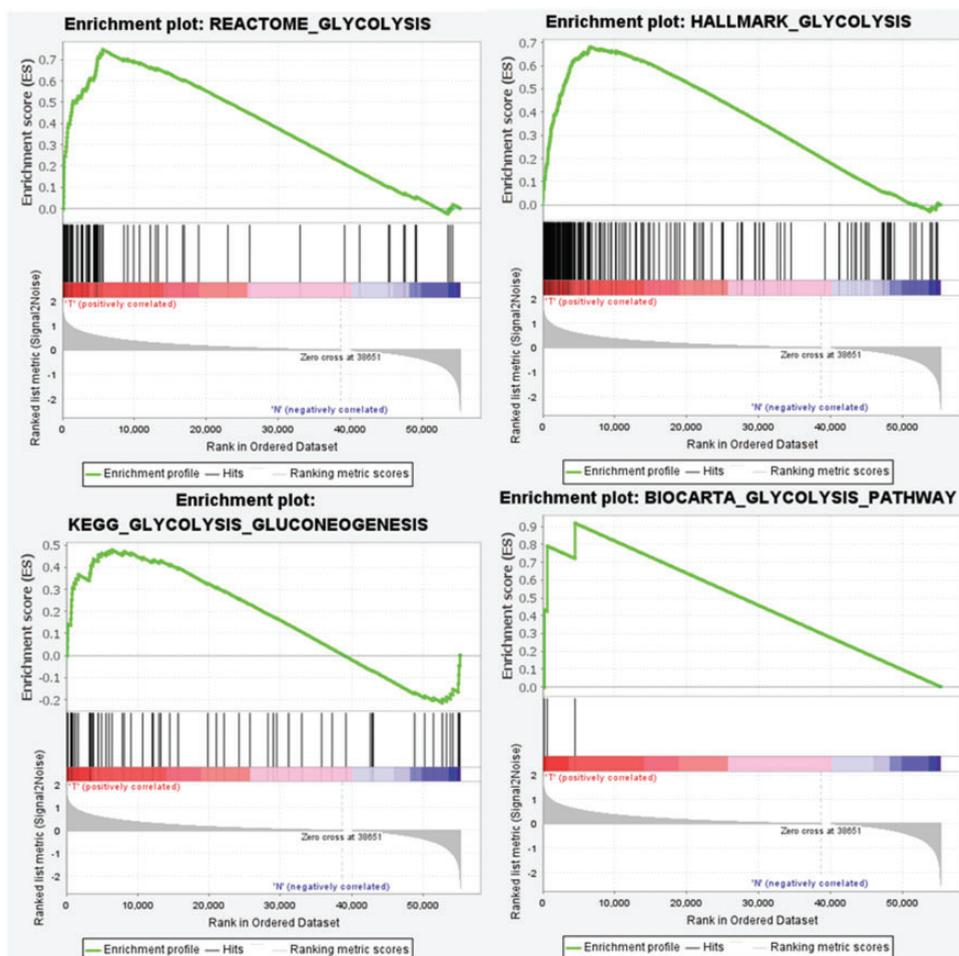 Enrichment plot: REACTOME_GLYCOLYSIS
Enrichment score (ES)
0.7
0.6
0.5
0.4
0.3
0.2
0.1
0.0
'T' (positively correlated)
Ranked list metric (Signal2Noise)
2
1
0
-1
-2
Zero cross at 38651
'N' (negatively correlated)
0 10,000 20,000 30,000 40,000 50,000
Rank in Ordered Dataset
Enrichment profile Hits Ranking metric scores
Enrichment plot: HALLMARK_GLYCOLYSIS
Enrichment score (ES)
0.7
0.6
0.5
0.4
0.3
0.2
0.1
0.0
'T' (positively correlated)
Ranked list metric (Signal2Noise)
2
1
0
-1
-2
Zero cross at 38651
'N' (negatively correlated)
0 10,000 20,000 30,000 40,000 50,000
Rank in Ordered Dataset
Enrichment profile Hits Ranking metric scores
Enrichment plot:
KEGG_GLYCOLYSIS_GLUCONEOGENESIS
Enrichment score (ES)
0.5
0.4
0.3
0.2
0.1
0.0
-0.1
-0.2
'T' (positively correlated)
Ranked list metric (Signal2Noise)
2
1
0
-1
-2
Zero cross at 38651
'N' (negatively correlated)
0 10,000 20,000 30,000 40,000 50,000
Rank in Ordered Dataset
Enrichment profile Hits Ranking metric scores
Enrichment plot: BIOCARTA_GLYCOLYSIS_PATHWAY
Enrichment score (ES)
0.9
0.8
0.7
0.6
0.5
0.4
0.3
0.2
0.1
0.0
'T' (positively correlated)
Ranked list metric (Signal2Noise)
2
1
0
-1
-2
Zero cross at 38651
'N' (negatively correlated)
0 10,000 20,000 30,000 40,000 50,000
Rank in Ordered Dataset
Enrichment profile Hits Ranking metric scores